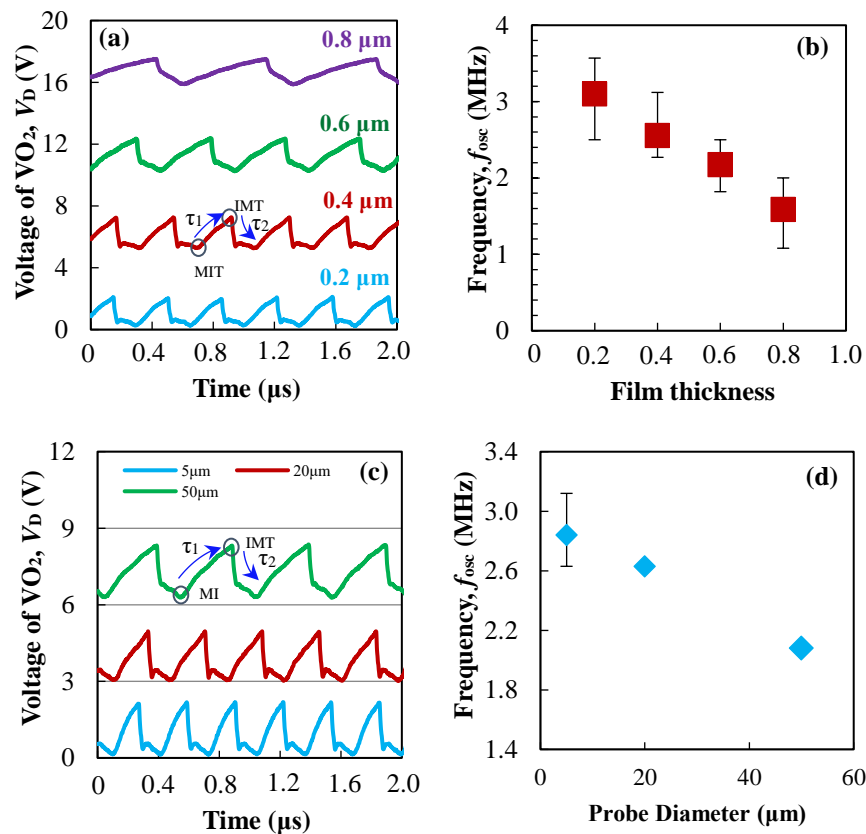 (a)
0.8 μm
0.6 μm
0.4 μm
0.2 μm
τ1
IMT
τ2
MIT
20
16
12
8
4
0
0
0.4
0.8
1.2
1.6
2.0
Voltage of VO2, VD (V)
Time (μs)
(b)
4
3
2
1
0
0
0.2
0.4
0.6
0.8
1.0
Frequency, fosc (MHz)
Film thickness
(c)
5μm
20μm
50μm
τ1
IMT
τ2
MI
12
9
6
3
0
0.0
0.4
0.8
1.2
1.6
2.0
Voltage of VO2, VD (V)
Time (μs)
(d)
3.4
3.0
2.6
2.2
1.8
1.4
0
20
40
60
Frequency, fosc (MHz)
Probe Diameter (μm)